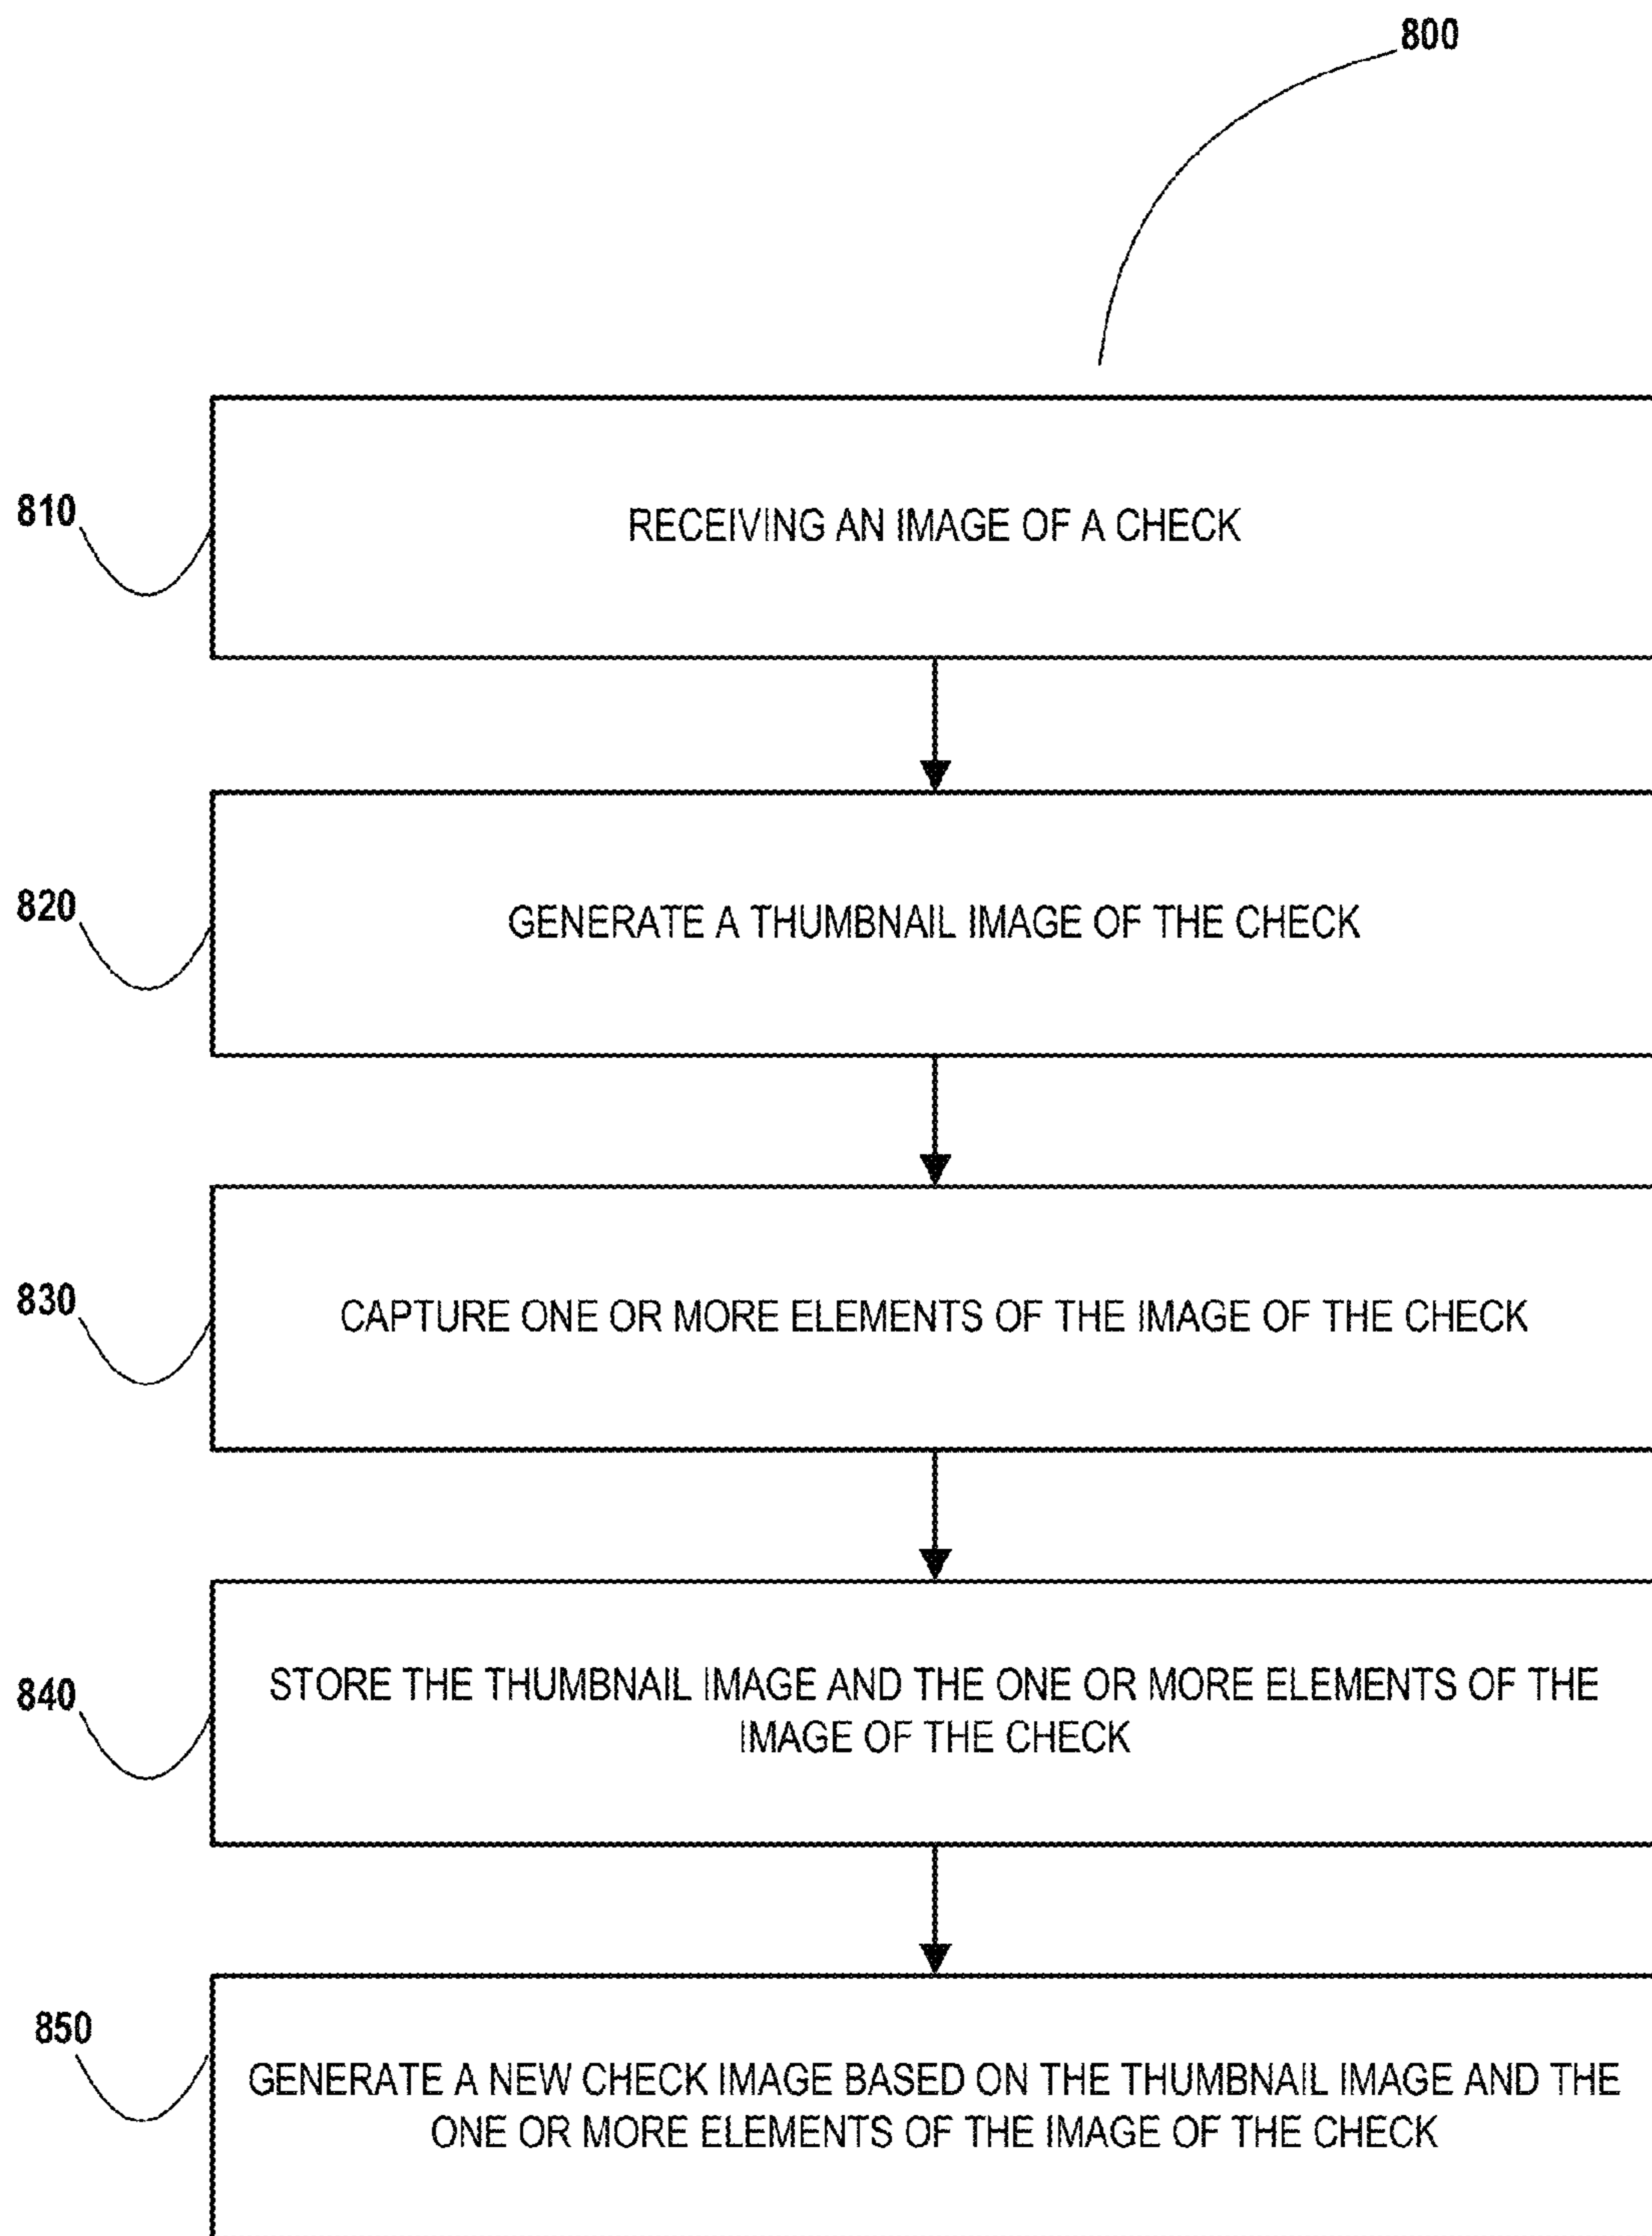 800
810
RECEIVING AN IMAGE OF A CHECK
820
GENERATE A THUMBNAIL IMAGE OF THE CHECK
830
CAPTURE ONE OR MORE ELEMENTS OF THE IMAGE OF THE CHECK
840
STORE THE THUMBNAIL IMAGE AND THE ONE OR MORE ELEMENTS OF THE
IMAGE OF THE CHECK
850
GENERATE A NEW CHECK IMAGE BASED ON THE THUMBNAIL IMAGE AND THE
ONE OR MORE ELEMENTS OF THE IMAGE OF THE CHECK